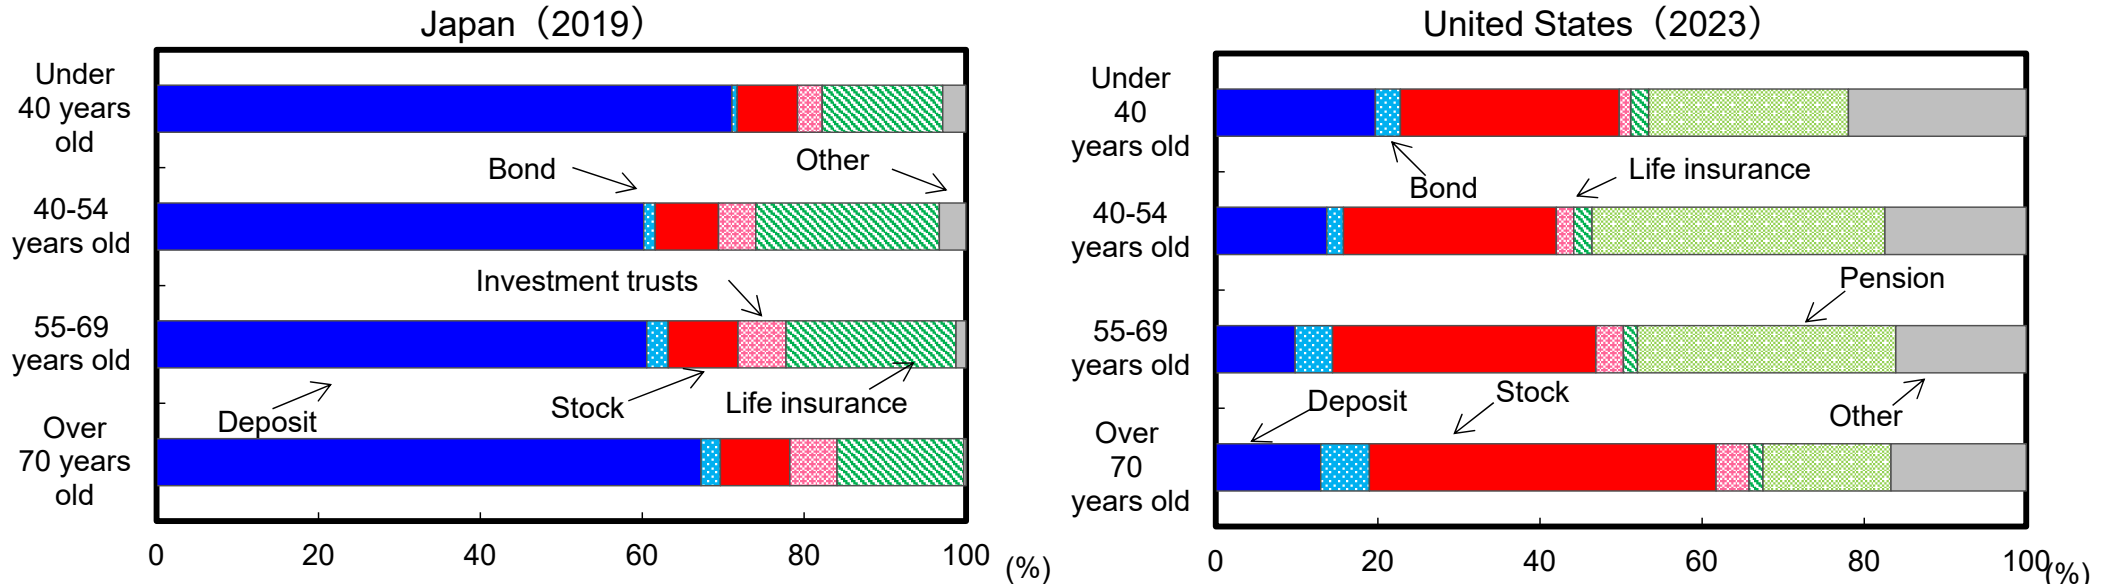 Japan（2019）
Under
40 years
old
40-54
years old
55-69
years old
Over
70 years
old
Bond
Other
Investment trusts
Deposit
Stock
Life insurance
0 20 40 60 80 100 (%)
United States（2023）
Under
40
years old
40-54
years old
55-69
years old
Over
70
years old
Bond
Life insurance
Pension
Deposit
Stock
Other
0 20 40 60 80 100 (%)